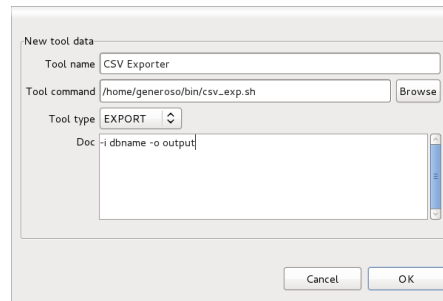 New tool data
Tool name CSV Exporter
Tool command /home/generoso/bin/csv_exp.sh Browse
Tool type EXPORT
Doc -i dbname -o output
Cancel OK